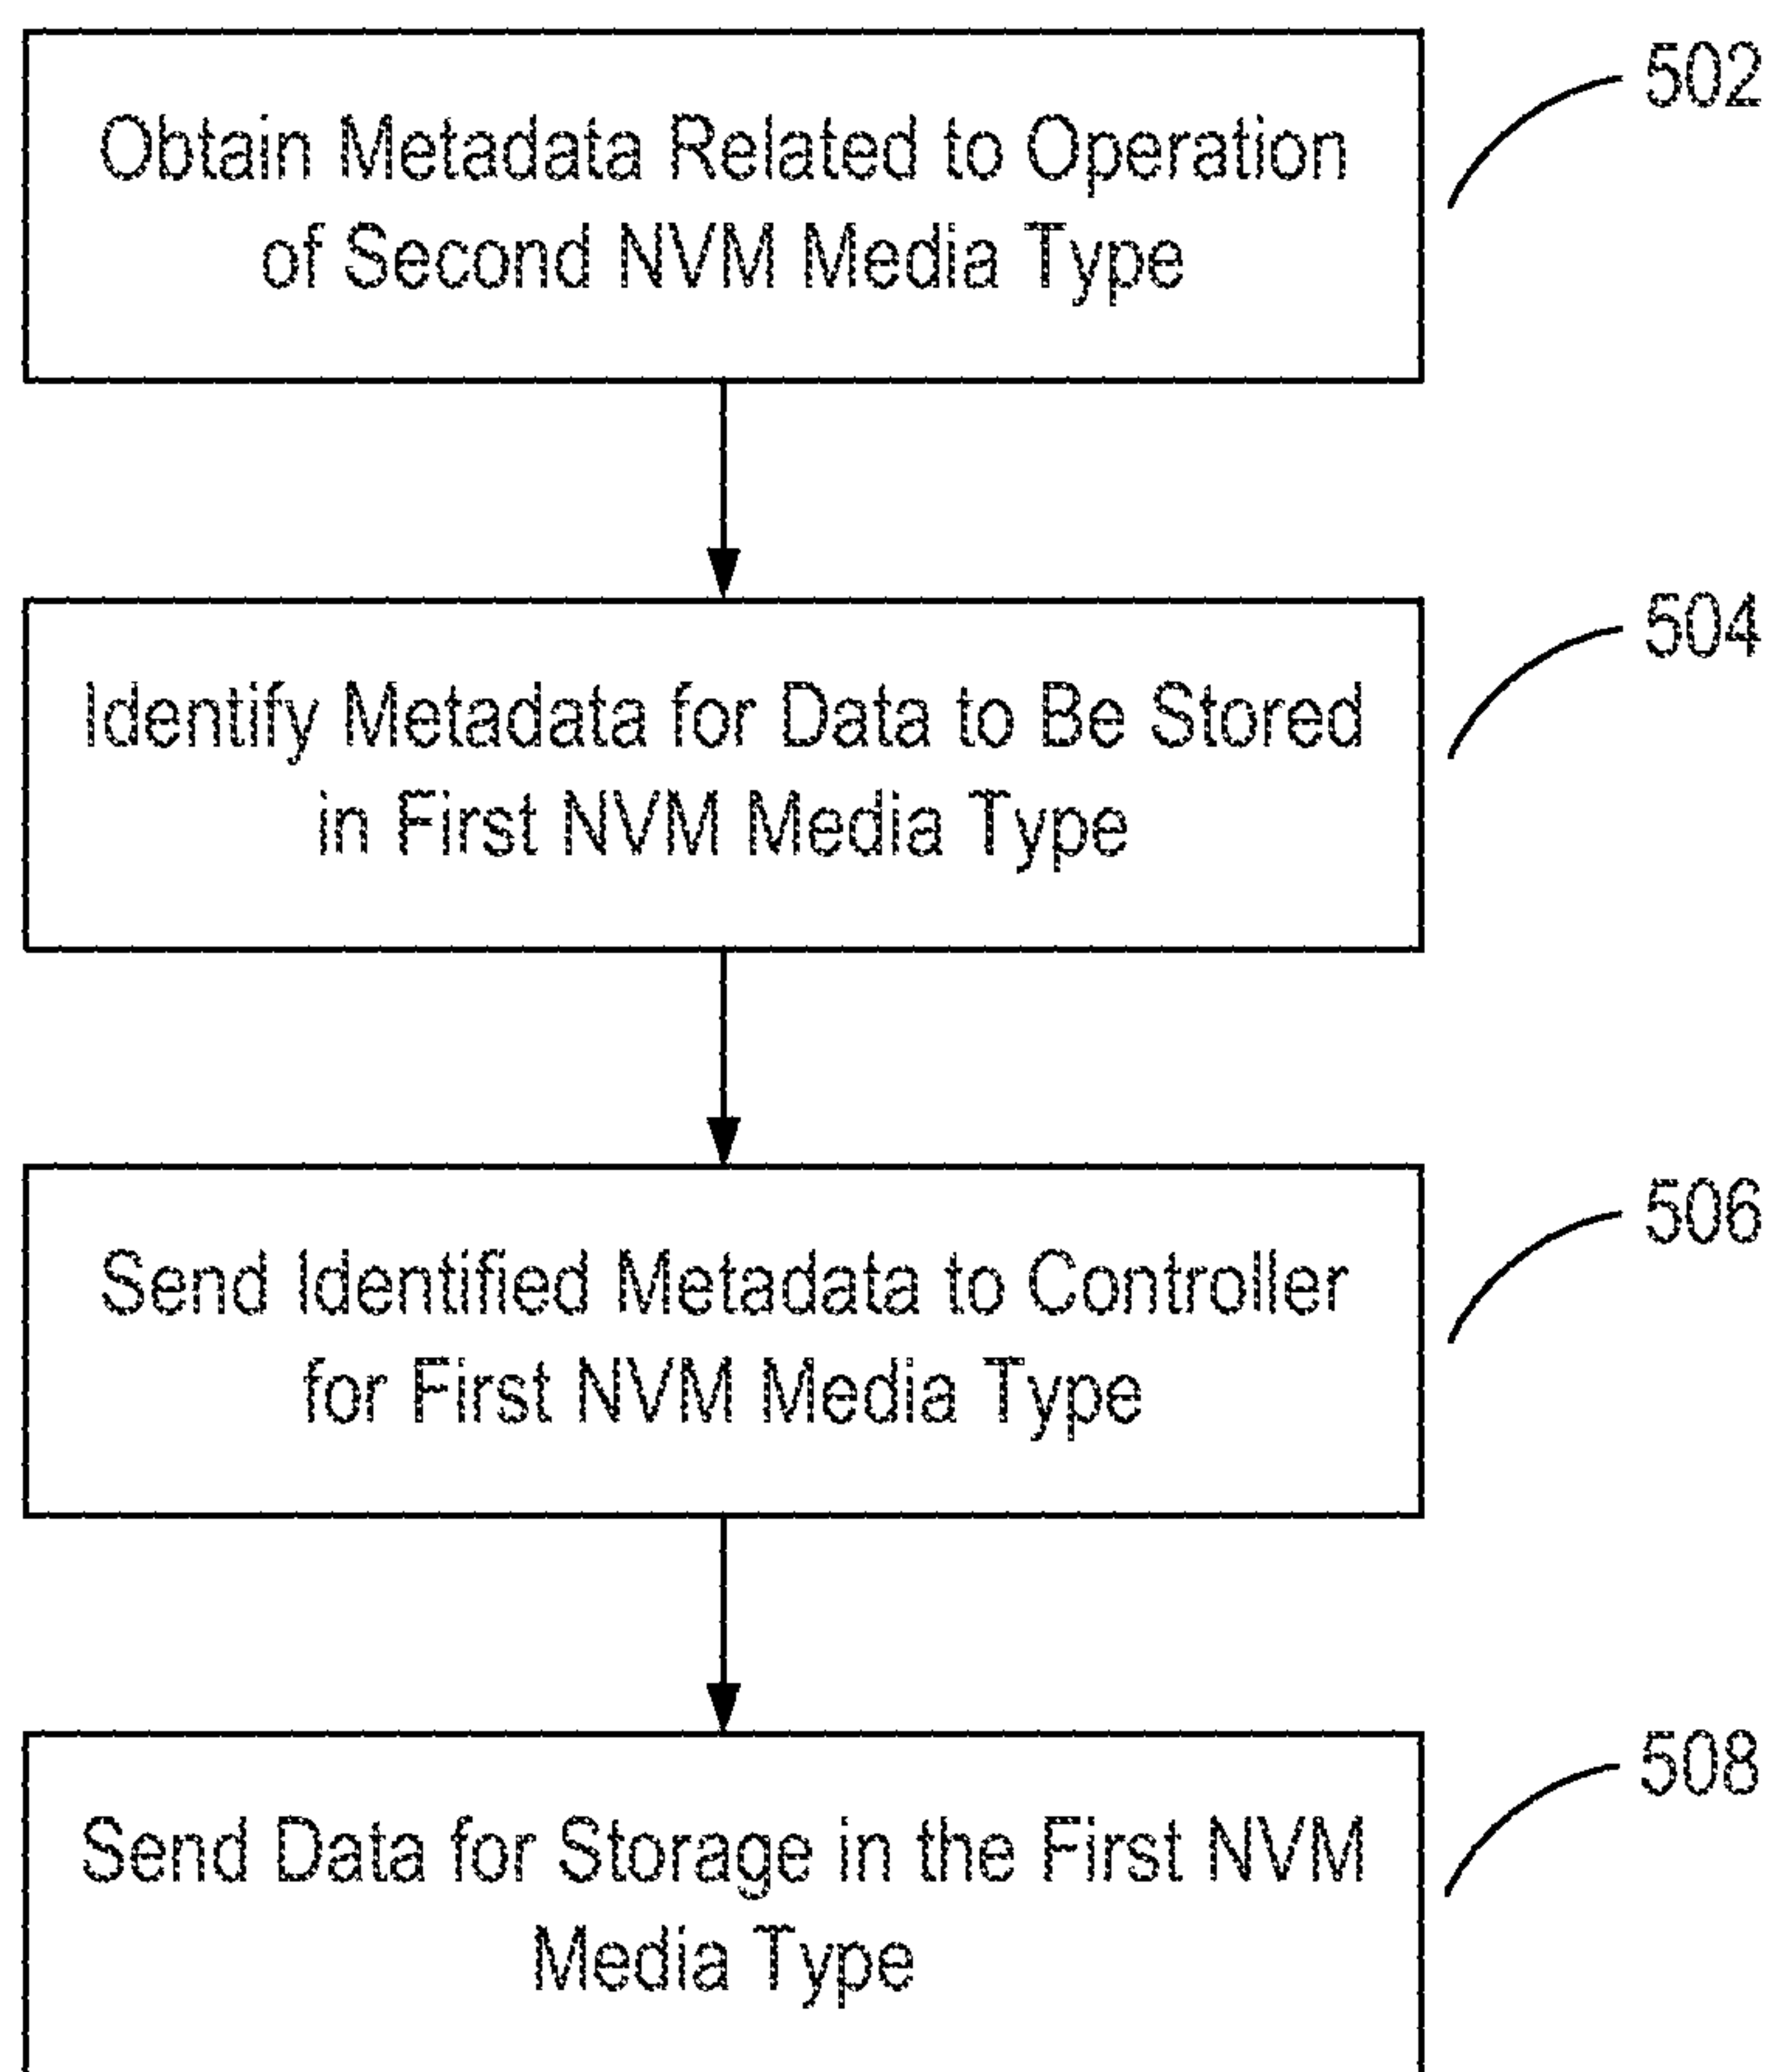 502
Obtain Metadata Related to Operation
of Second NVM Media Type
504
Identify Metadata for Data to Be Stored
in First NVM Media Type
506
Send Identified Metadata to Controller
for First NVM Media Type
508
Send Data for Storage in the First NVM
Media Type